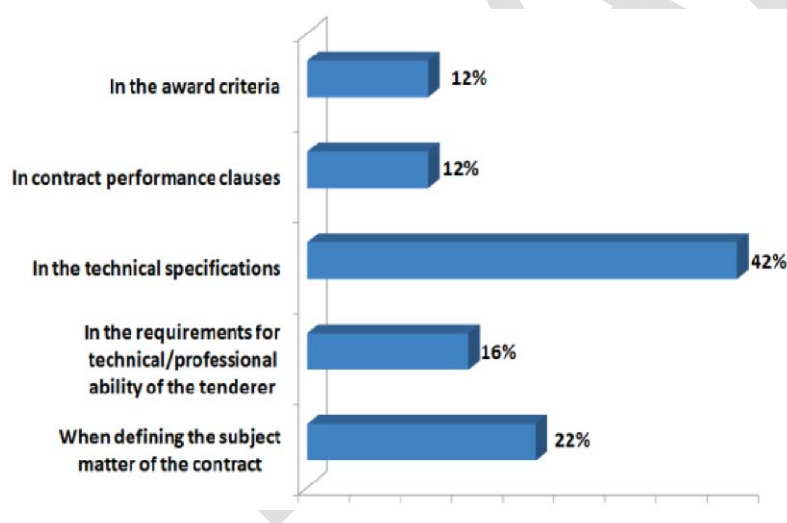 In the award criteria
12%
In contract performance clauses
12%
In the technical specifications
42%
In the requirements for
technical/professional
ability of the tenderer
16%
When defining the subject
matter of the contract
22%